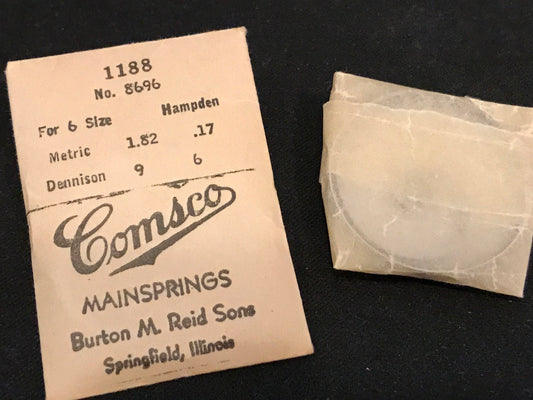 1188
No. 8696
For 6 Size Hampden
Metric 1.82 .17
Dennison 9 6
Comsco
MAINSPRINGS
Burton M. Reid Sons
Springfield, Illinois